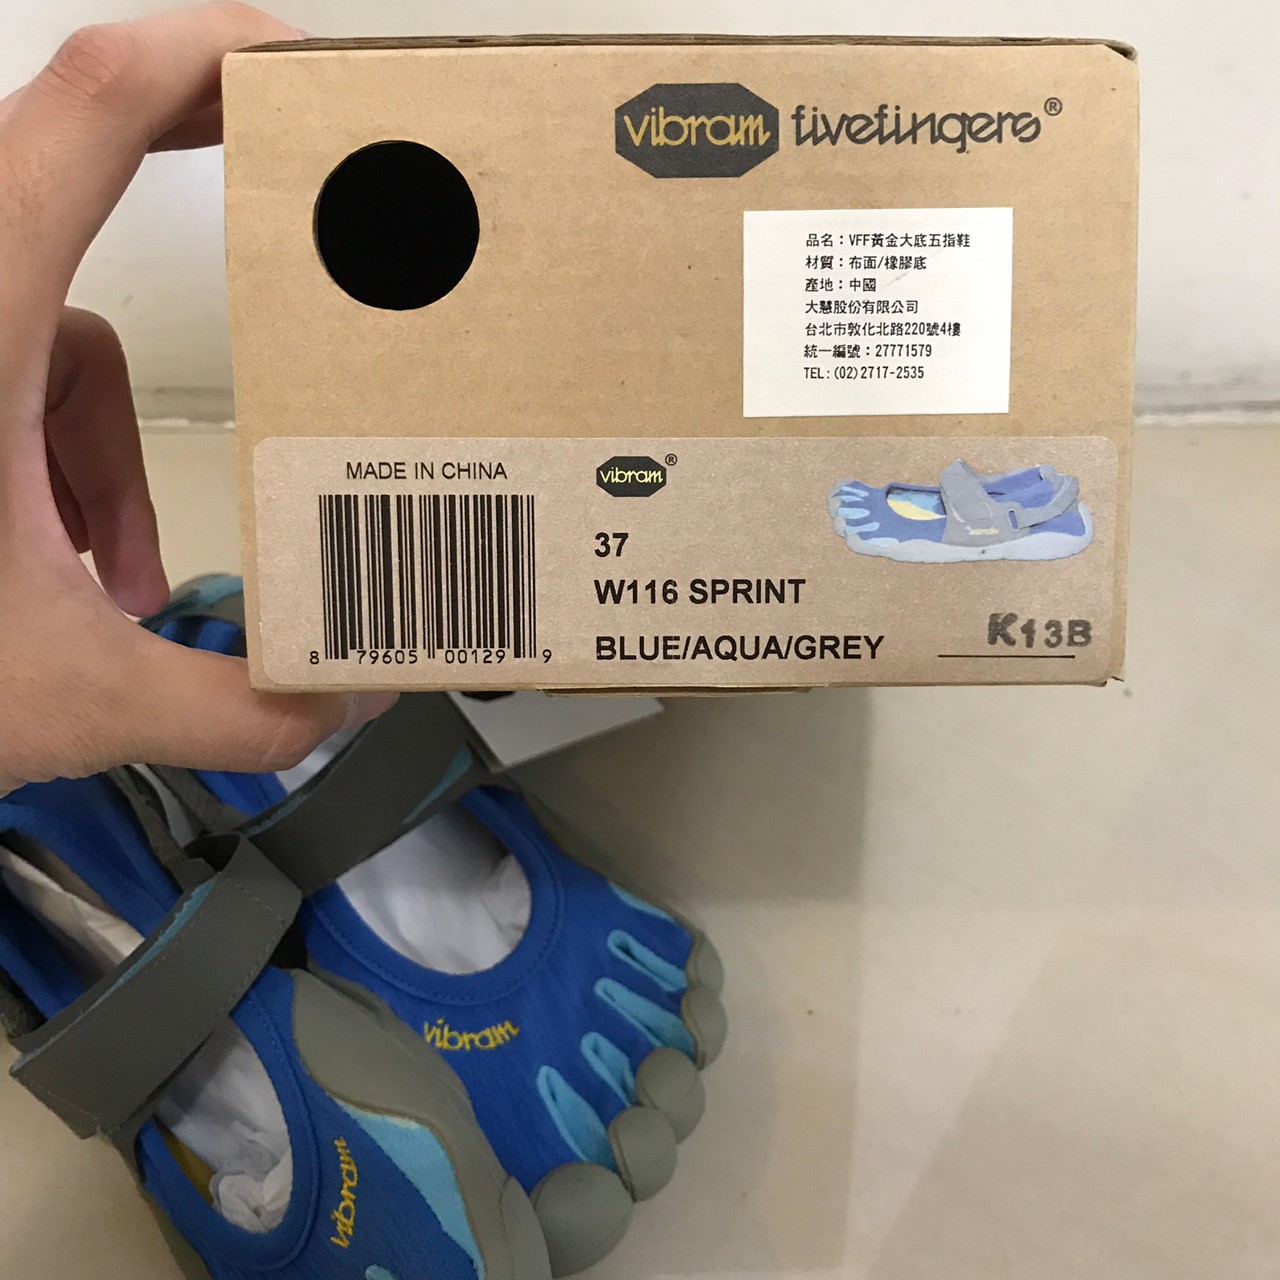 vibram fivefingers®
品名：VFF黃金大底五指鞋
材質：布面/橡膠底
產地：中國
大慧股份有限公司
台北市敦化北路220號4樓
統一編號：27771579
TEL:(02)2717-2535
MADE IN CHINA
vibram®
37
W116 SPRINT
BLUE/AQUA/GREY
8 79605 00129 9
vibram
K13B
vibram
vibram